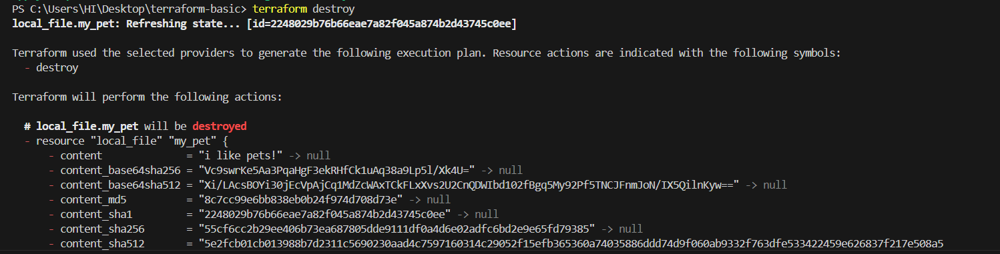 PS C:\Users\HI\Desktop\terraform-basic> terraform destroy
local_file.my_pet: Refreshing state... [id=2248029b76b66eae7a82f045a874b2d43745c0ee]
Terraform used the selected providers to generate the following execution plan. Resource actions are indicated with the following symbols:
- destroy
Terraform will perform the following actions:
# local_file.my_pet will be destroyed
- resource "local_file" "my_pet" {
- content = "i like pets!" -> null
- content_base64sha256 = "Vc9swrKe5Aa3PqaHgF3ekRHfCk1uAq38a9Lp5l/Xk4U=" -> null
- content_base64sha512 = "Xi/LAcsBOYi30jEcVpAjCq1MdZcWAxTCkFLxXvs2U2CnQDWIbd102fBgq5My92Pf5TNCJFnmJoN/IX5QilnKyw==" -> null
- content_md5 = "8c7cc99e6bb838eb0b24f974d708d73e" -> null
- content_sha1 = "2248029b76b66eae7a82f045a874b2d43745c0ee" -> null
- content_sha256 = "55cf6cc2b29ee406b73ea687805dde9111df0a4d6e02adfc6bd2e9e65fd79385" -> null
- content_sha512 = "5e2fcb01cb013988b7d2311c5690230aad4c7597160314c29052f15efb365360a74035886ddd74d9f060ab9332f763dfe533422459e626837f217e508a5